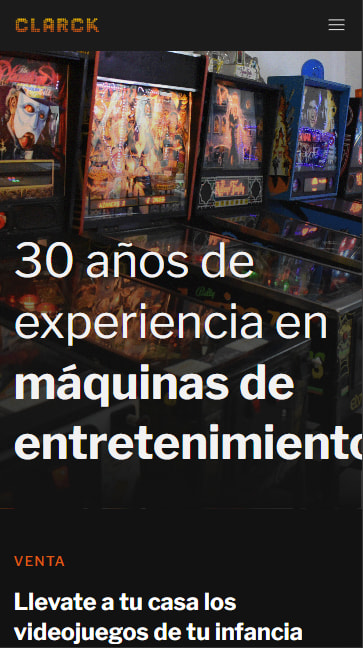 CLARCK
30 años de
experiencia en
máquinas de
entretenimiento
VENTA
Llevate a tu casa los
videojuegos de tu infancia